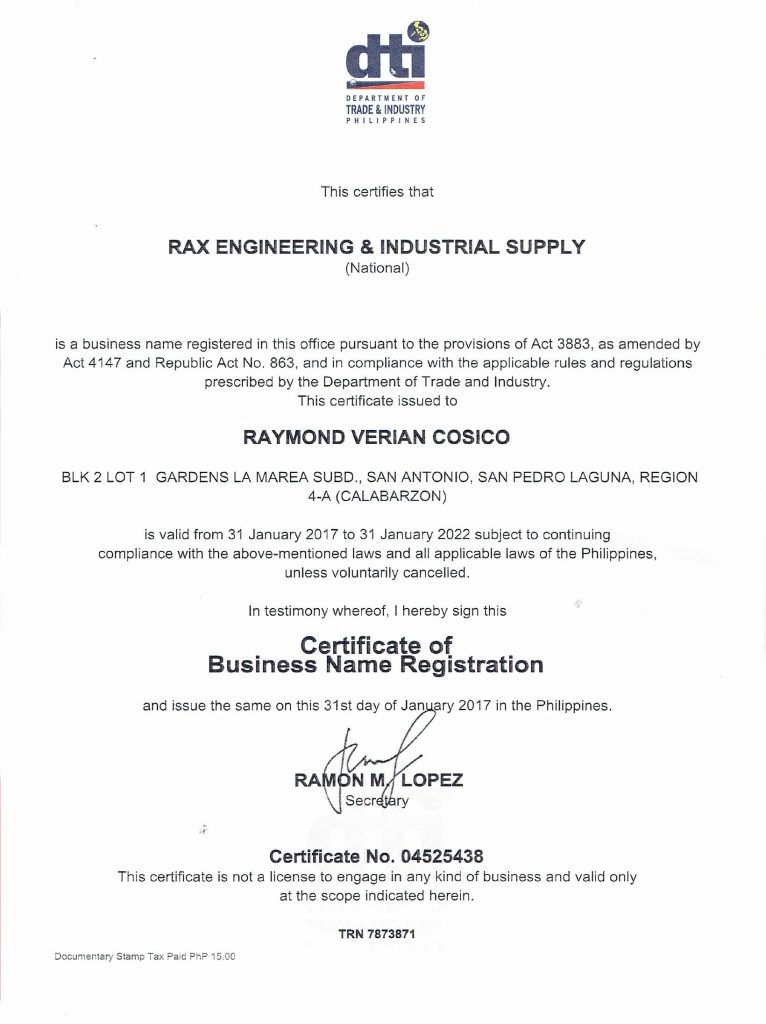 dti
DEPARTMENT OF
TRADE & INDUSTRY
PHILIPPINES
This certifies that
RAX ENGINEERING & INDUSTRIAL SUPPLY
(National)
is a business name registered in this office pursuant to the provisions of Act 3883, as amended by
Act 4147 and Republic Act No. 863, and in compliance with the applicable rules and regulations
prescribed by the Department of Trade and Industry.
This certificate issued to
RAYMOND VERIAN COSICO
BLK 2 LOT 1 GARDENS LA MAREA SUBD., SAN ANTONIO, SAN PEDRO LAGUNA, REGION
4-A (CALABARZON)
is valid from 31 January 2017 to 31 January 2022 subject to continuing
compliance with the above-mentioned laws and all applicable laws of the Philippines,
unless voluntarily cancelled.
In testimony whereof, I hereby sign this
Certificate of
Business Name Registration
and issue the same on this 31st day of January 2017 in the Philippines.
RAMON M. LOPEZ
Secretary
Certificate No. 04525438
This certificate is not a license to engage in any kind of business and valid only
at the scope indicated herein.
TRN 7873871
Documentary Stamp Tax Paid PhP 15.00